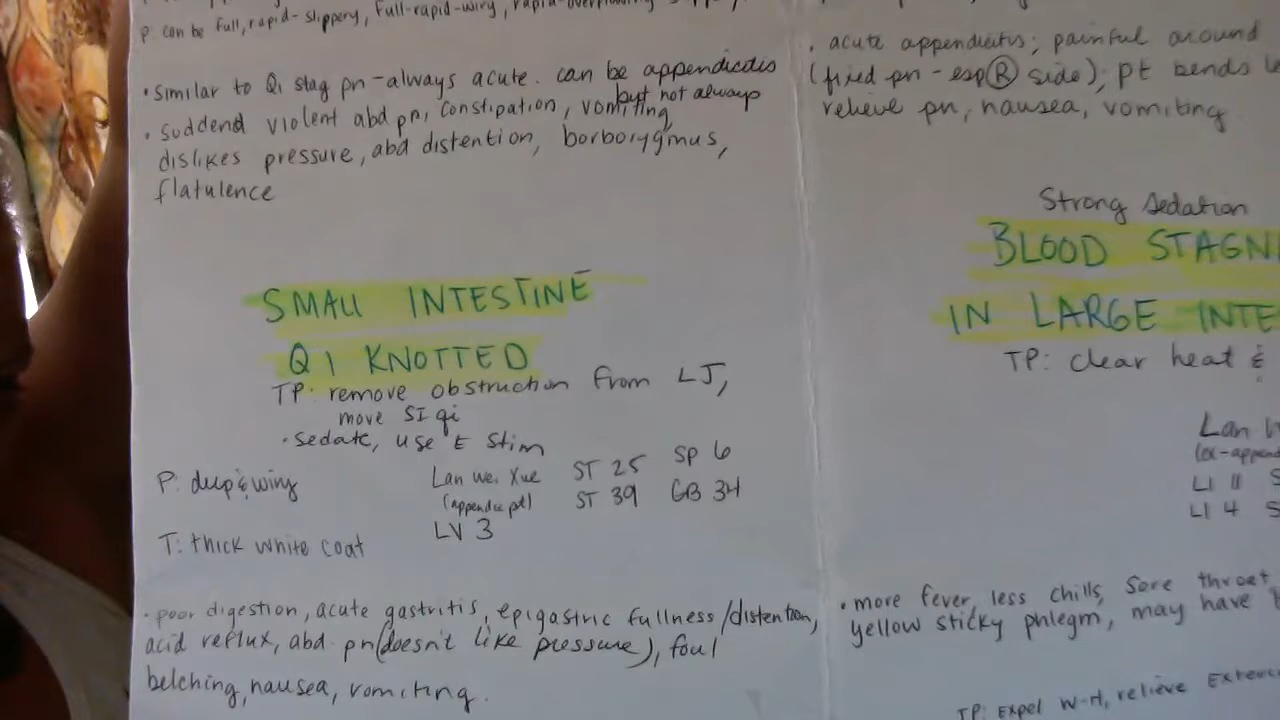 P: can be full, rapid-slippery, full-rapid-wiry,
• similar to Qi stag pn-always acute. can be appendicitis
but not always
• suddend violent abd pn, constipation, vomiting,
dislikes pressure, abd distention, borborygmus,
flatulence
SMALL INTESTINE
QI KNOTTED
TP: remove obstruction from LJ,
move SI qi
• sedate, use E stim
P: deep & wiry
Lan Wei Xue ST 25 SP 6
(appendix pt) ST 39 GB 34
LV 3
T: thick white coat
• poor digestion, acute gastritis, epigastric fullness/distention,
acid reflux, abd pn (doesn't like pressure), foul
belching, nausea, vomiting.
• acute appendicitis; painful around
(fixed pn - esp R side); pt bends
relieve pn, nausea, vomiting
Strong sedation
BLOOD STAGN
IN LARGE INTE
TP: clear heat &
Lan W
(ex-append
LI 11 S
LI 4 S
• more fever less chills, sore throat,
yellow sticky phlegm, may have
TP: Expel W-H, relieve Exterio